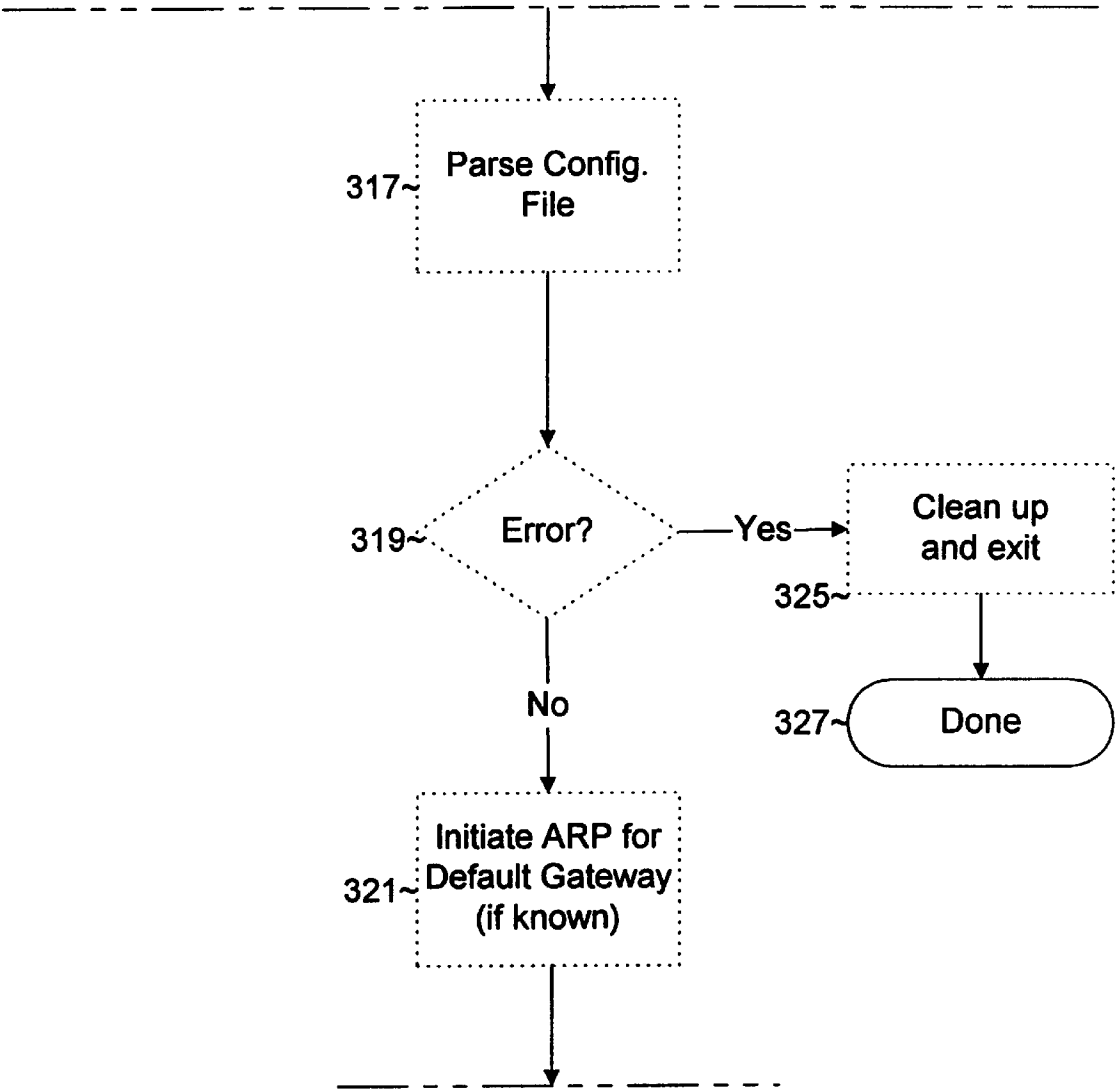 Parse Config.
File
317~
Error?
319~
Yes
Clean up
and exit
325~
No
Done
327~
Initiate ARP for
Default Gateway
(if known)
321~